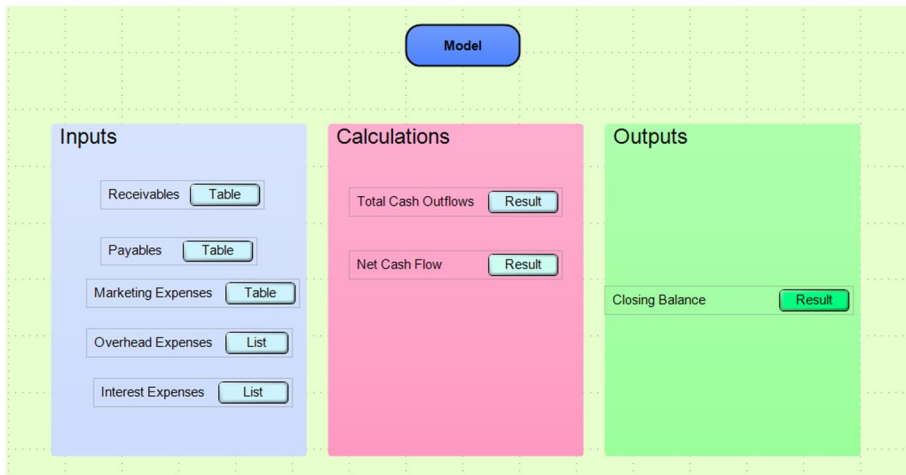 Model
Inputs
Receivables Table
Payables Table
Marketing Expenses Table
Overhead Expenses List
Interest Expenses List
Calculations
Total Cash Outflows Result
Net Cash Flow Result
Outputs
Closing Balance Result